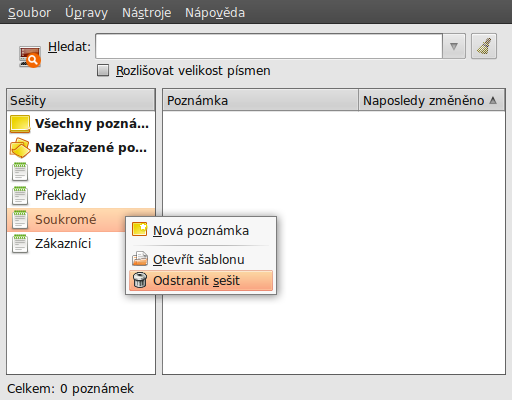 Soubor Úpravy Nástroje Nápověda
Hledat:
Rozlišovat velikost písmen
Sešity Poznámka Naposledy změněno
Všechny pozná...
Nezařazené po...
Projekty
Překlady
Soukromé
Zákazníci
Nová poznámka
Otevřít šablonu
Odstranit sešit
Celkem: 0 poznámek